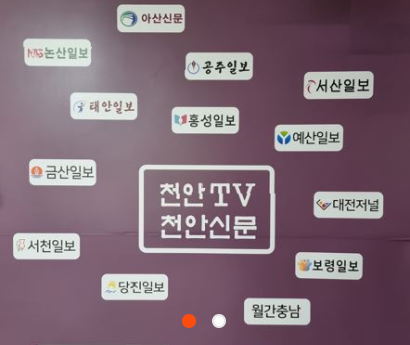 아산신문
논산일보
공주일보
서산일보
태안일보
홍성일보
예산일보
금산일보
천안TV
천안신문
대전저널
서천일보
보령일보
당진일보
월간충남